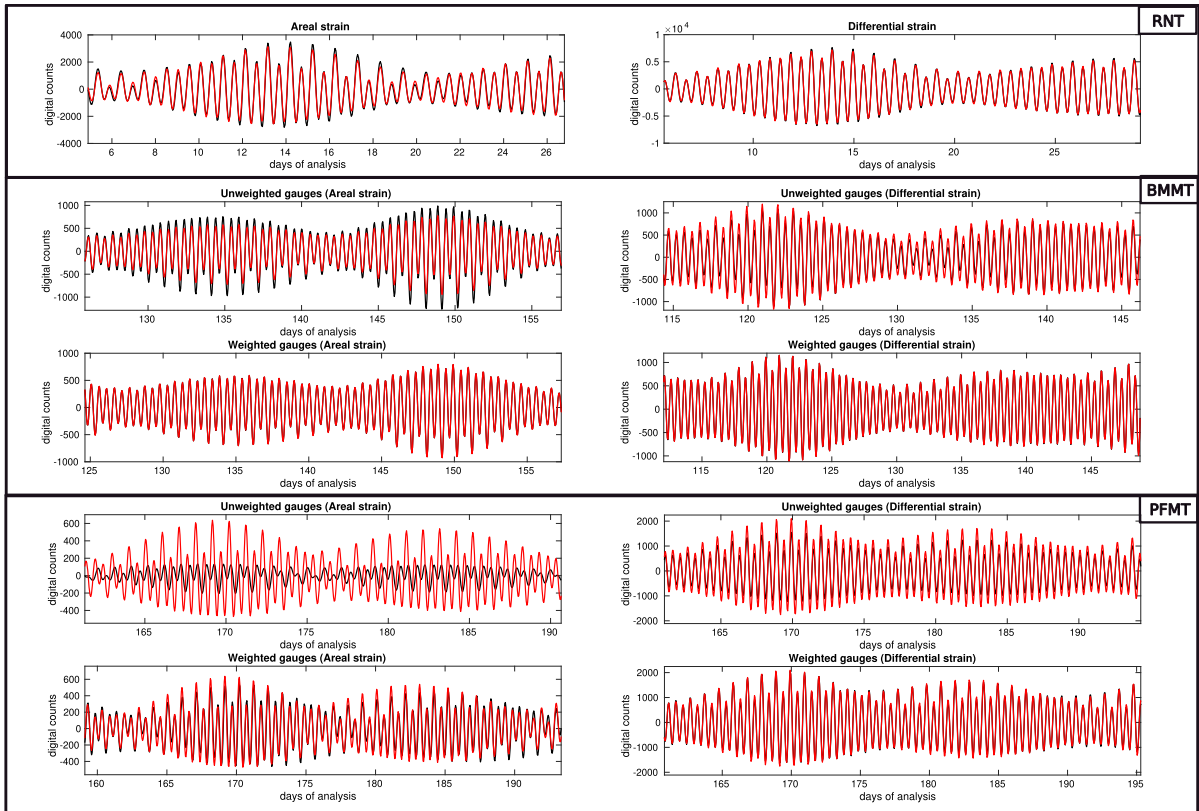 RNT
Areal strain
digital counts
4000
2000
0
-2000
-4000
6 8 10 12 14 16 18 20 22 24 26
days of analysis
Differential strain
×10⁴
digital counts
1
0.5
0
-0.5
-1
10 15 20 25
days of analysis
BMMT
Unweighted gauges (Areal strain)
digital counts
1000
500
0
-500
-1000
130 135 140 145 150 155
days of analysis
Unweighted gauges (Differential strain)
digital counts
1000
500
0
-500
-1000
115 120 125 130 135 140 145
days of analysis
Weighted gauges (Areal strain)
digital counts
1000
500
0
-500
-1000
125 130 135 140 145 150 155
days of analysis
Weighted gauges (Differential strain)
digital counts
1000
500
0
-500
-1000
115 120 125 130 135 140 145
days of analysis
PFMT
Unweighted gauges (Areal strain)
digital counts
600
400
200
0
-200
-400
165 170 175 180 185 190
days of analysis
Unweighted gauges (Differential strain)
digital counts
2000
1000
0
-1000
-2000
165 170 175 180 185 190
days of analysis
Weighted gauges (Areal strain)
digital counts
600
400
200
0
-200
-400
160 165 170 175 180 185 190
days of analysis
Weighted gauges (Differential strain)
digital counts
2000
1000
0
-1000
-2000
165 170 175 180 185 190 195
days of analysis